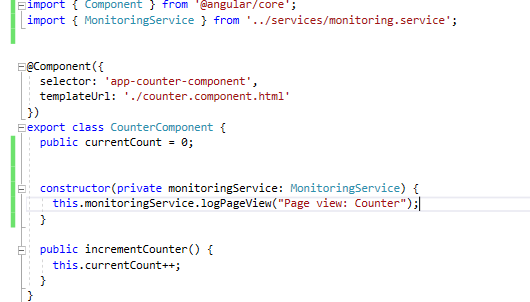 import { Component } from '@angular/core';
import { MonitoringService } from '../services/monitoring.service';
@Component({
selector: 'app-counter-component',
templateUrl: './counter.component.html'
})
export class CounterComponent {
public currentCount = 0;
constructor(private monitoringService: MonitoringService) {
this.monitoringService.logPageView("Page view: Counter");
}
public incrementCounter() {
this.currentCount++;
}
}